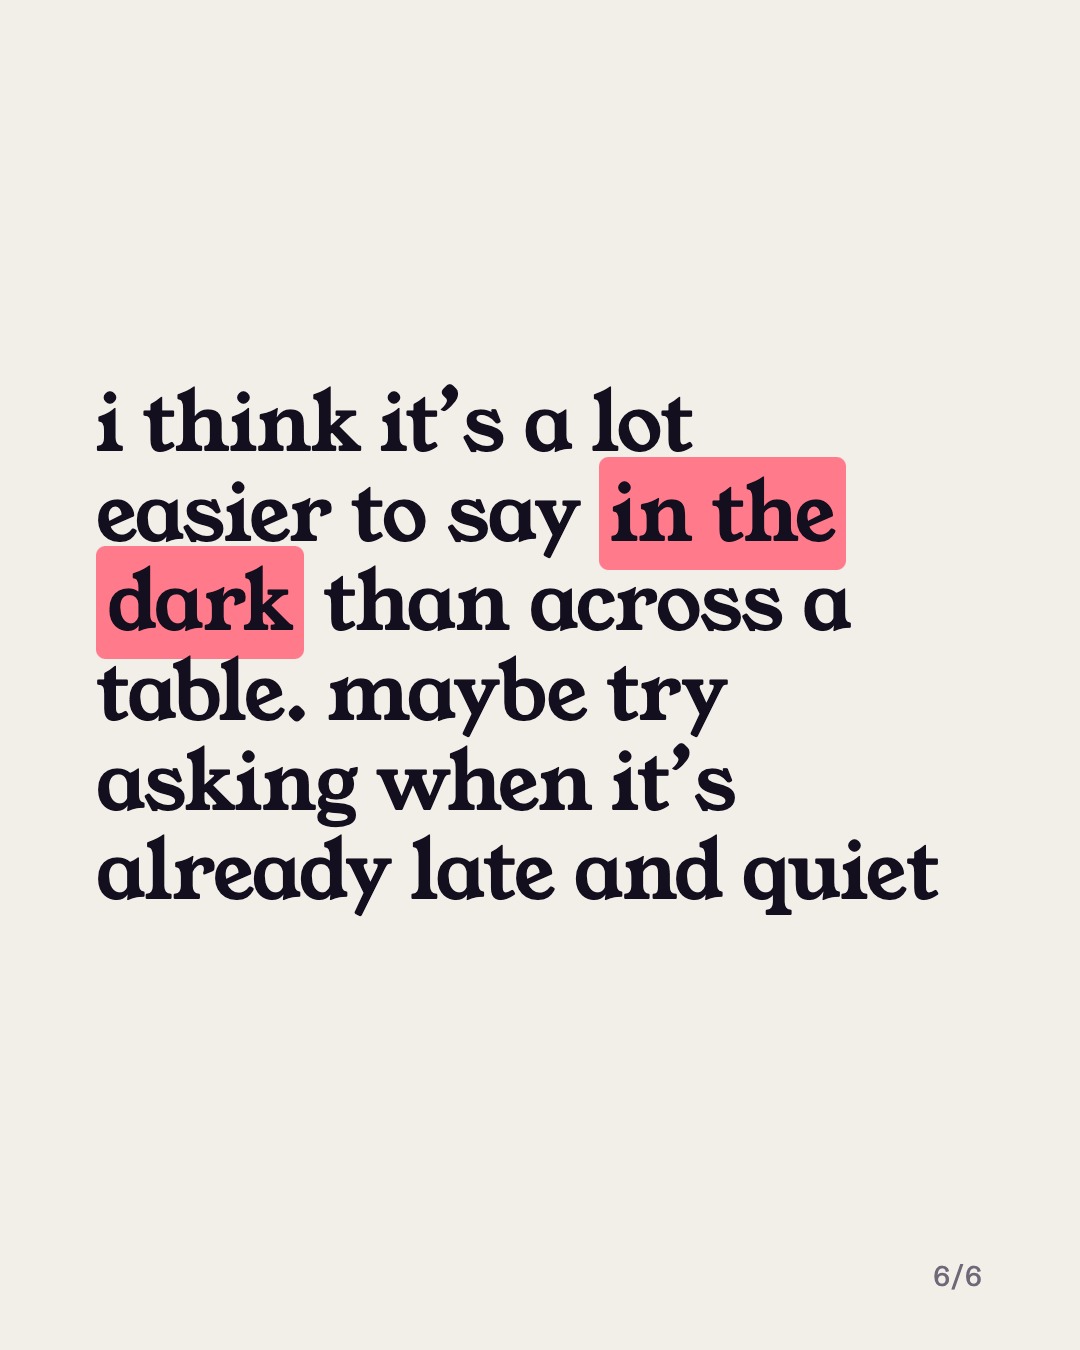 i think it’s a lot
easier to say in the
dark than across a
table. maybe try
asking when it’s
already late and quiet
6/6